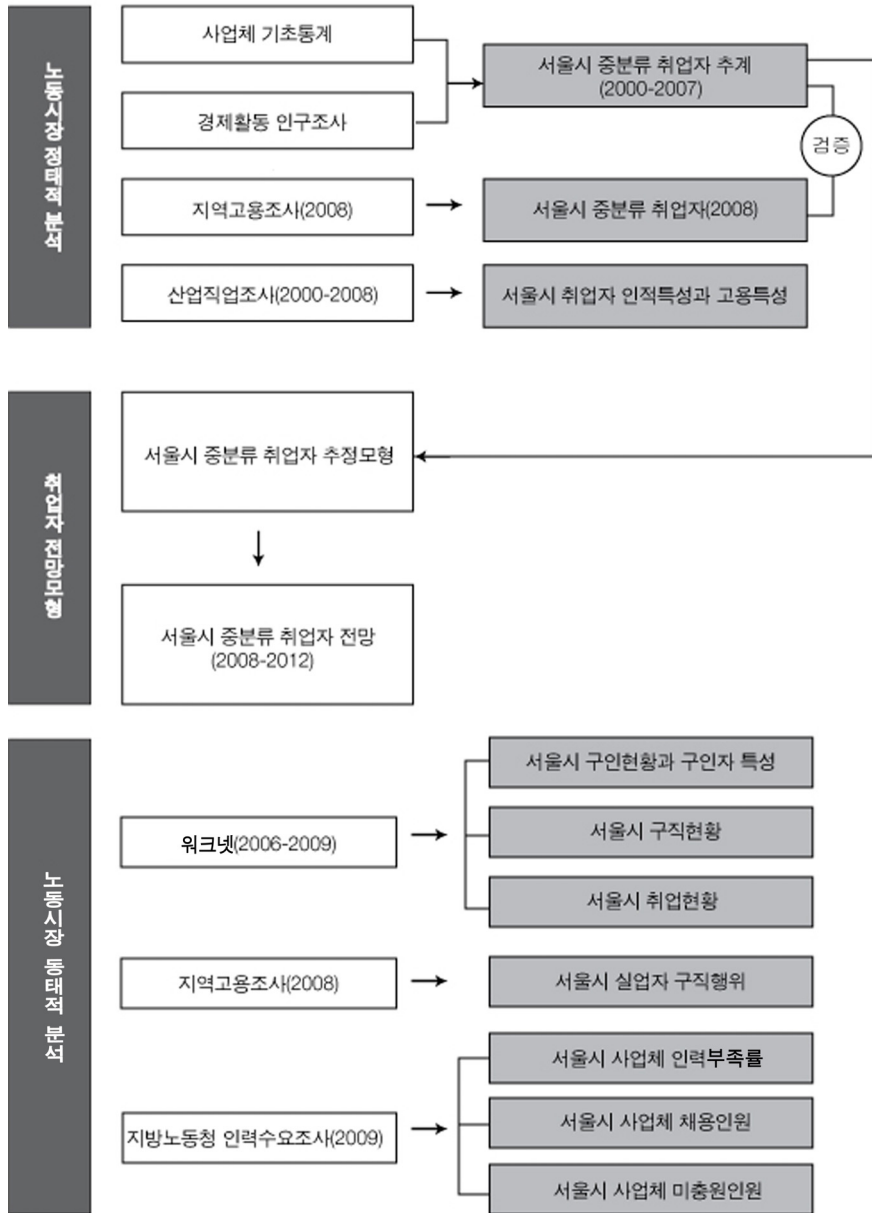 노동시장 정태적 분석
사업체 기초통계
경제활동 인구조사
서울시 중분류 취업자 추계
(2000-2007)
검증
지역고용조사(2008)
서울시 중분류 취업자(2008)
산업직업조사(2000-2008)
서울시 취업자 인적특성과 고용특성
취업자 전망모형
서울시 중분류 취업자 추정모형
서울시 중분류 취업자 전망
(2008-2012)
노동시장 동태적 분석
워크넷(2006-2009)
서울시 구인현황과 구인자 특성
서울시 구직현황
서울시 취업현황
지역고용조사(2008)
서울시 실업자 구직행위
지방노동청 인력수요조사(2009)
서울시 사업체 인력부족률
서울시 사업체 채용인원
서울시 사업체 미충원인원